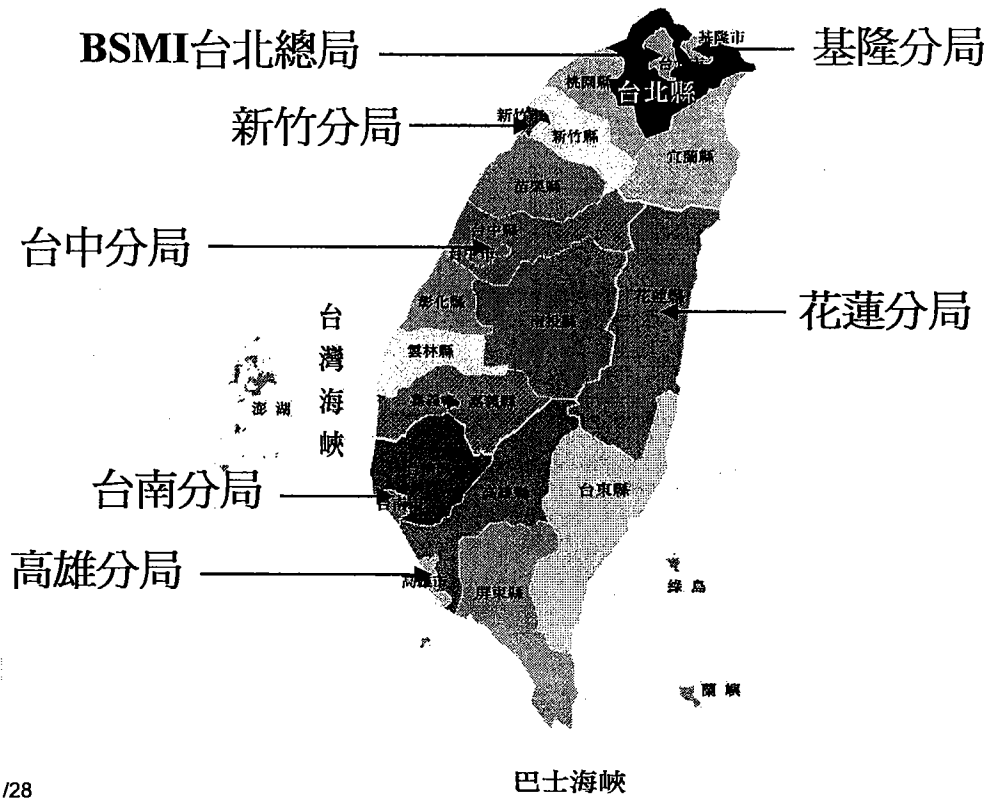 BSMI台北總局
基隆市
基隆分局
桃園縣
台北縣
新竹分局
新竹縣
宜蘭縣
苗栗縣
台中縣
台中分局
花蓮縣
彰化縣
南投縣
花蓮分局
台灣海峽
雲林縣
澎湖
嘉義縣
台南分局
台東縣
高雄分局
高雄市
屏東縣
綠島
蘭嶼
巴士海峽
/28